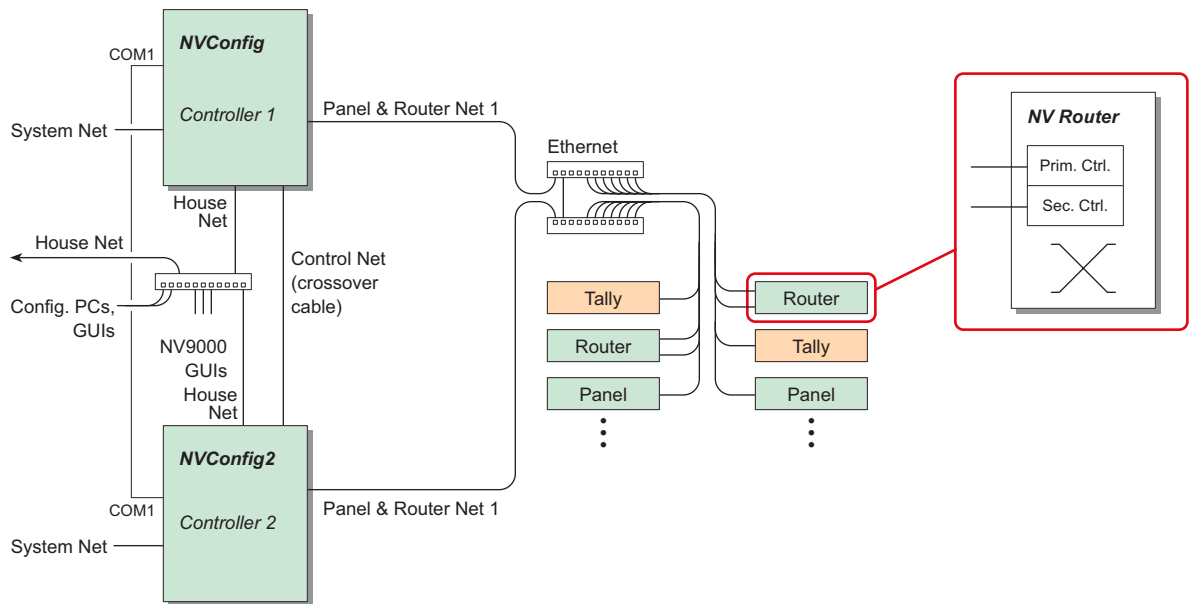 NVConfig
COM1
Controller 1
System Net
Panel & Router Net 1
Ethernet
NV Router
Prim. Ctrl.
Sec. Ctrl.
House
Net
House Net
Control Net
(crossover
cable)
Config. PCs,
GUIs
NV9000
GUIs
House
Net
Tally
Router
Router
Tally
Panel
Panel
NVConfig2
COM1
Controller 2
Panel & Router Net 1
System Net